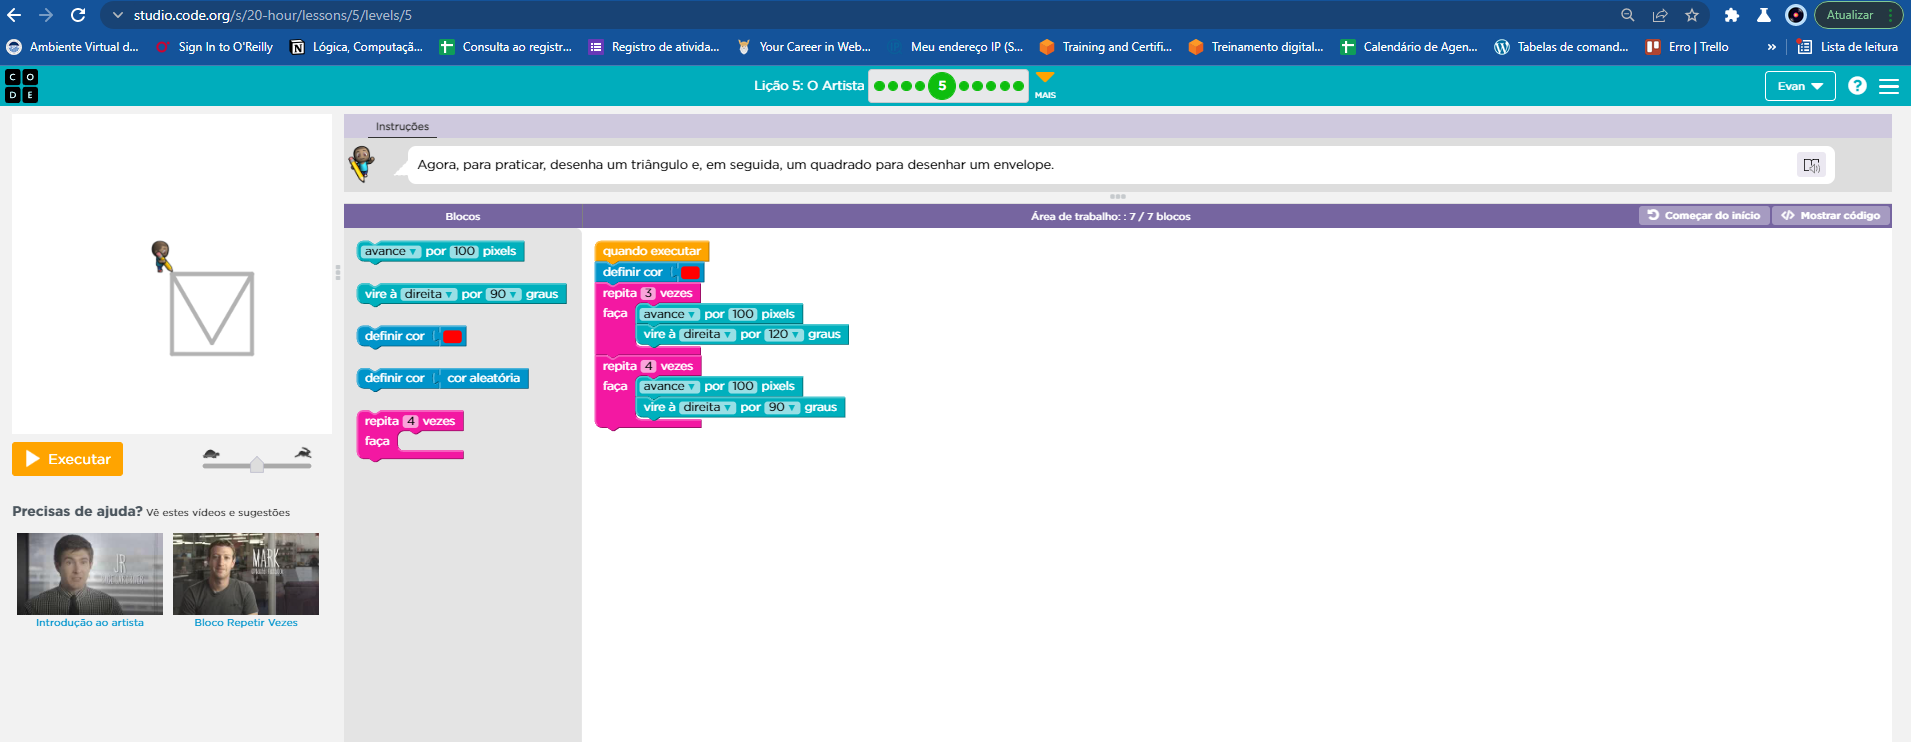 studio.code.org/s/20-hour/lessons/5/levels/5
Atualizar
Ambiente Virtual d...
Sign In to O'Reilly
Lógica, Computaçã...
Consulta ao registr...
Registro de ativida...
Your Career in Web...
Meu endereço IP (S...
Training and Certifi...
Treinamento digital...
Calendário de Agen...
Tabelas de comand...
Erro | Trello
»
Lista de leitura
C O
D E
Lição 5: O Artista
5
MAIS
Evan
?
Instruções
Agora, para praticar, desenha um triângulo e, em seguida, um quadrado para desenhar um envelope.
Blocos
Área de trabalho: : 7 / 7 blocos
Começar do início
</> Mostrar código
avance por 100 pixels
vire à direita por 90 graus
definir cor
definir cor cor aleatória
repita 4 vezes
faça
quando executar
definir cor
repita 3 vezes
faça avance por 100 pixels
vire à direita por 120 graus
repita 4 vezes
faça avance por 100 pixels
vire à direita por 90 graus
Executar
Precisas de ajuda? Vê estes vídeos e sugestões
JR
MARK
Introdução ao artista
Bloco Repetir Vezes